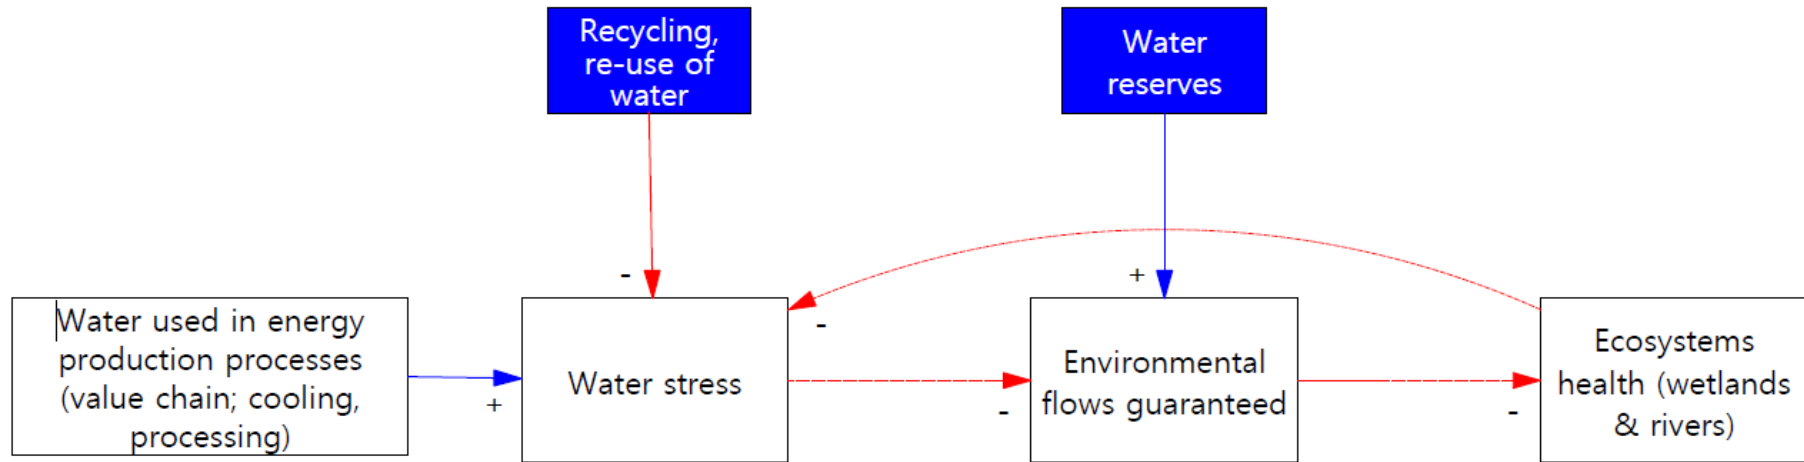 Recycling,
re-use of
water
Water
reserves
-
+
-
Water used in energy
production processes
(value chain; cooling,
processing)
+
Water stress
-
Environmental
flows guaranteed
-
Ecosystems
health (wetlands
& rivers)